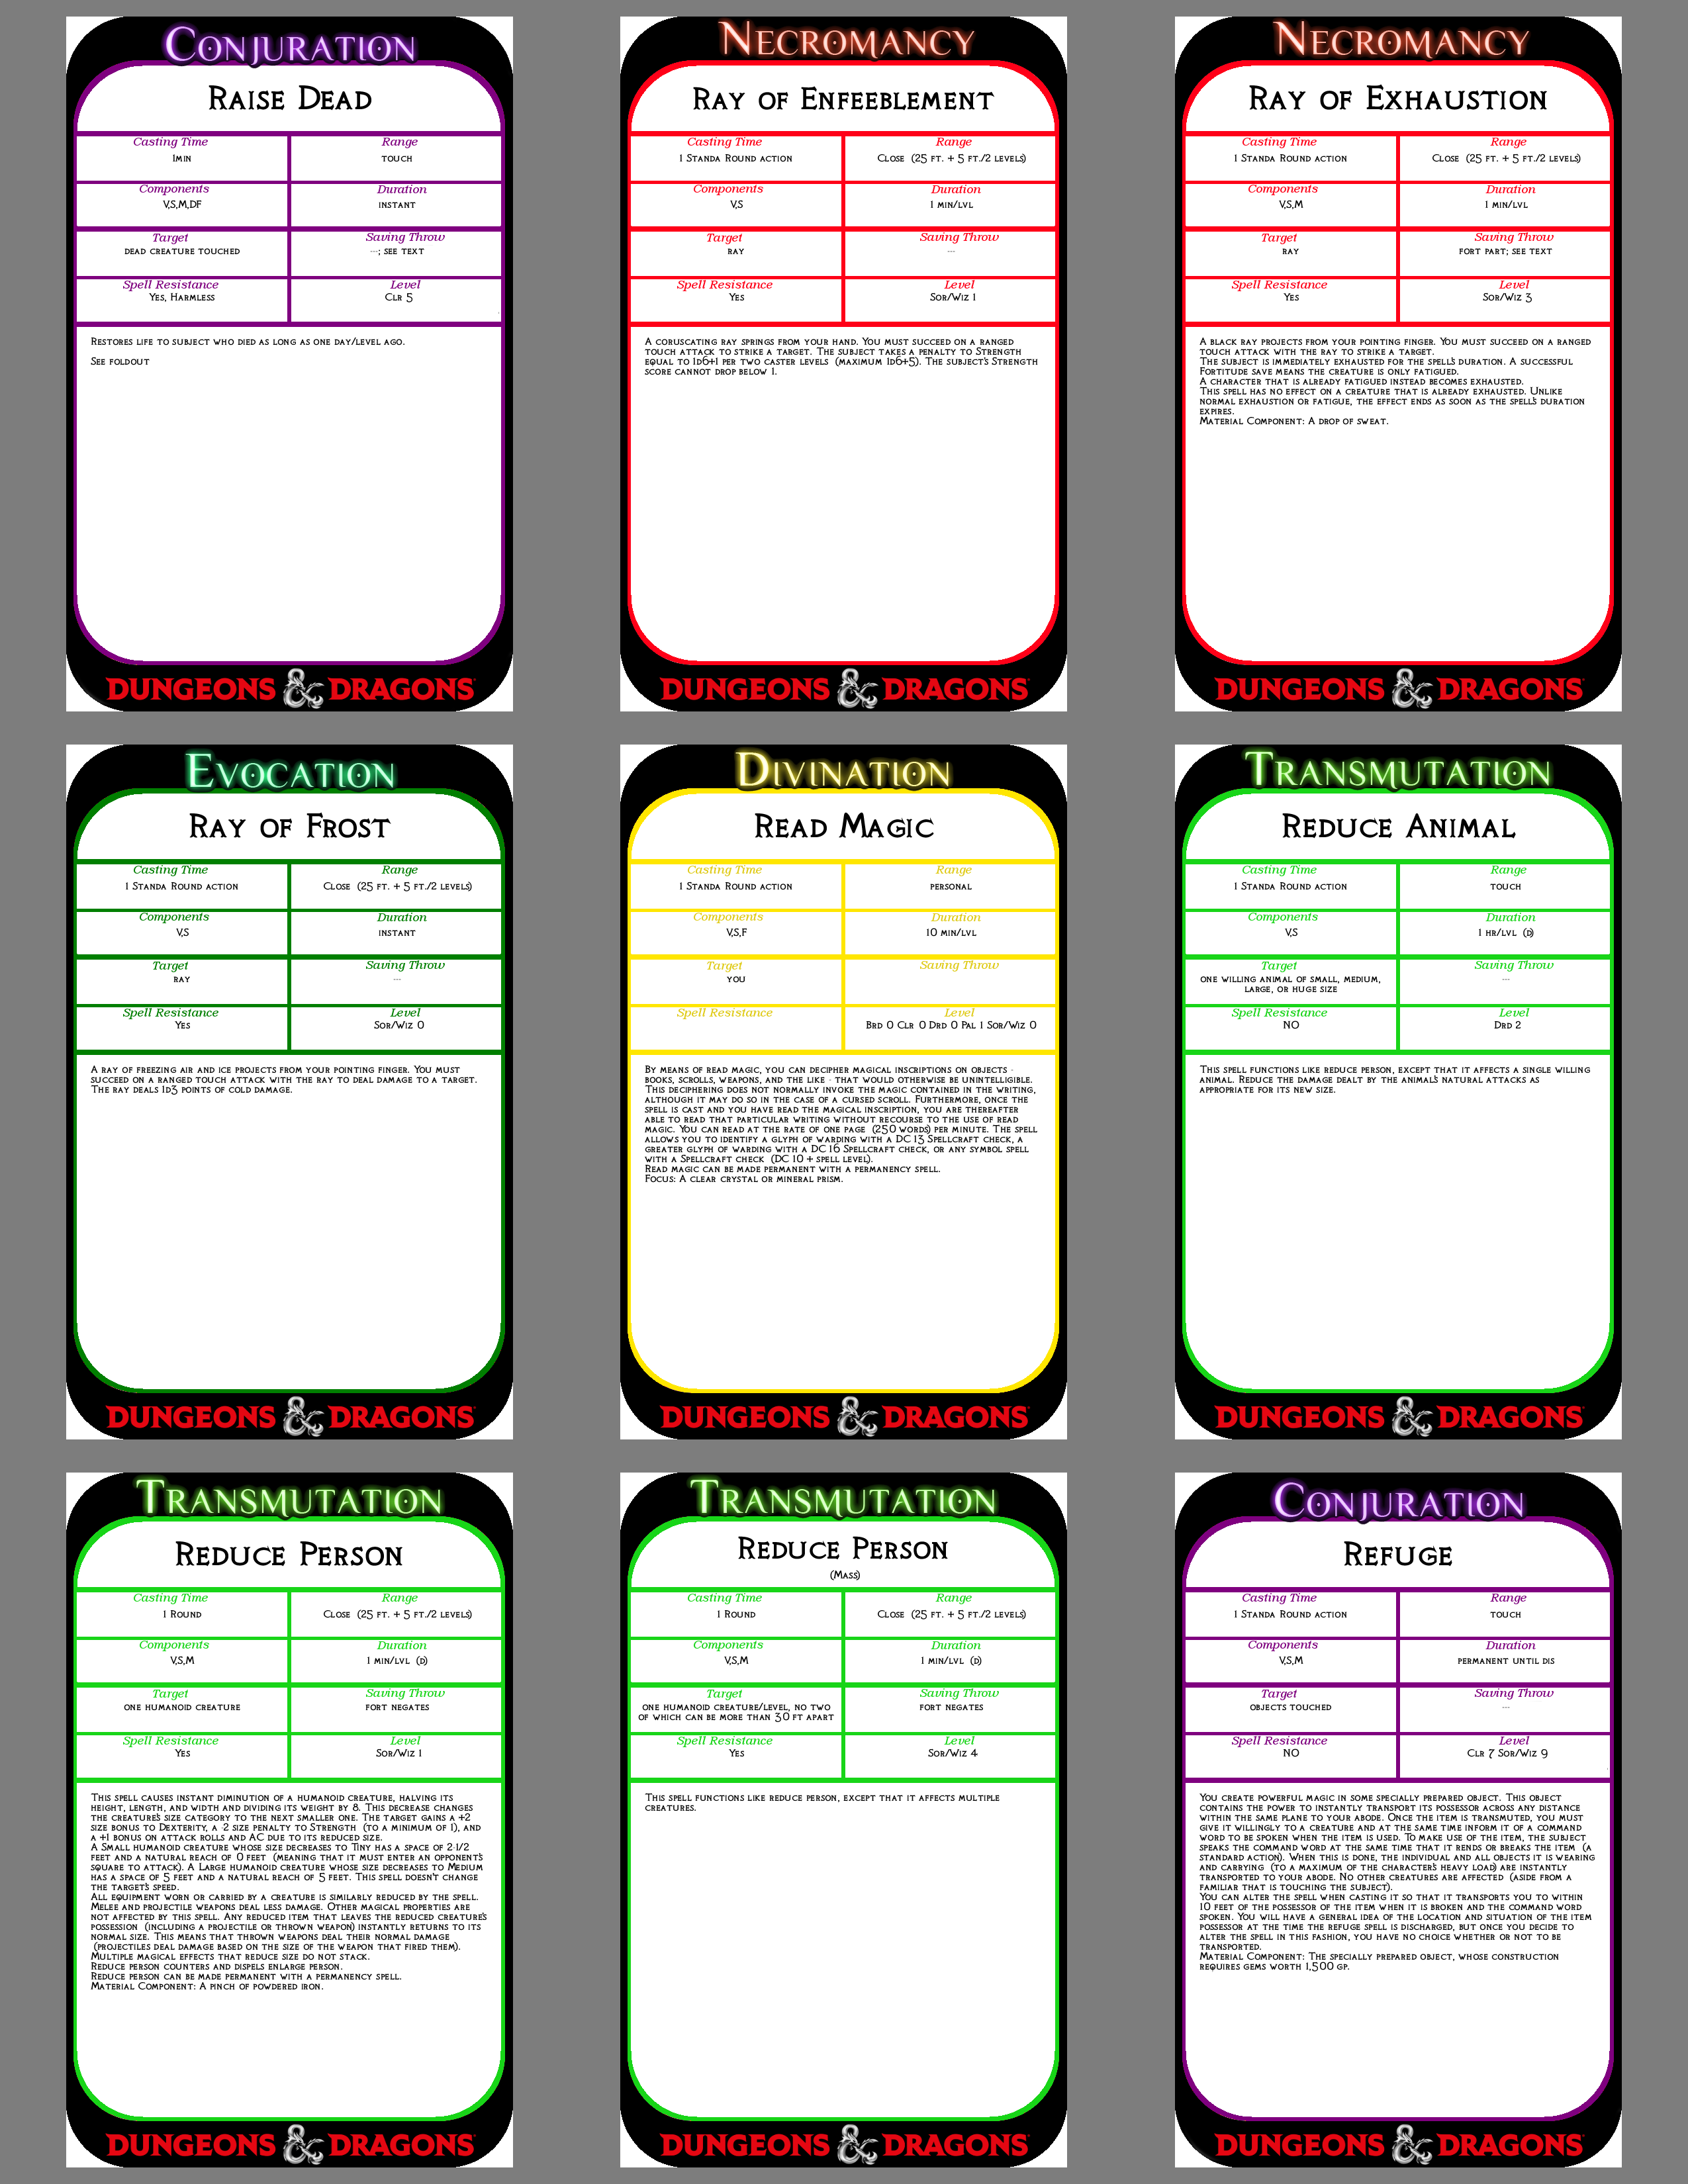 Conjuration
Raise Dead
Casting Time
1min
Range
touch
Components
V,S,M,DF
Duration
instant
Target
dead creature touched
Saving Throw
---; see text
Spell Resistance
Yes, Harmless
Level
Clr 5
Restores life to subject who died as long as one day/level ago.
See foldout
DUNGEONS & DRAGONS
Necromancy
Ray of Enfeeblement
Casting Time
1 Standa Round action
Range
Close (25 ft. + 5 ft./2 levels)
Components
V,S
Duration
1 min/lvl
Target
ray
Saving Throw
---
Spell Resistance
Yes
Level
Sor/Wiz 1
A coruscating ray springs from your hand. You must succeed on a ranged
touch attack to strike a target. The subject takes a penalty to Strength
equal to 1d6+1 per two caster levels (maximum 1d6+5). The subject's Strength
score cannot drop below 1.
DUNGEONS & DRAGONS
Necromancy
Ray of Exhaustion
Casting Time
1 Standa Round action
Range
Close (25 ft. + 5 ft./2 levels)
Components
V,S,M
Duration
1 min/lvl
Target
ray
Saving Throw
fort part; see text
Spell Resistance
Yes
Level
Sor/Wiz 3
A black ray projects from your pointing finger. You must succeed on a ranged
touch attack with the ray to strike a target.
The subject is immediately exhausted for the spell's duration. A successful
Fortitude save means the creature is only fatigued.
A character that is already fatigued instead becomes exhausted.
This spell has no effect on a creature that is already exhausted. Unlike
normal exhaustion or fatigue, the effect ends as soon as the spell's duration
expires.
Material Component: A drop of sweat.
DUNGEONS & DRAGONS
Evocation
Ray of Frost
Casting Time
1 Standa Round action
Range
Close (25 ft. + 5 ft./2 levels)
Components
V,S
Duration
instant
Target
ray
Saving Throw
---
Spell Resistance
Yes
Level
Sor/Wiz 0
A ray of freezing air and ice projects from your pointing finger. You must
succeed on a ranged touch attack with the ray to deal damage to a target.
The ray deals 1d3 points of cold damage.
DUNGEONS & DRAGONS
Divination
Read Magic
Casting Time
1 Standa Round action
Range
personal
Components
V,S,F
Duration
10 min/lvl
Target
you
Saving Throw
Spell Resistance
Level
Brd 0 Clr 0 Drd 0 Pal 1 Sor/Wiz 0
By means of read magic, you can decipher magical inscriptions on objects -
books, scrolls, weapons, and the like - that would otherwise be unintelligible.
This deciphering does not normally invoke the magic contained in the writing,
although it may do so in the case of a cursed scroll. Furthermore, once the
spell is cast and you have read the magical inscription, you are thereafter
able to read that particular writing without recourse to the use of read
magic. You can read at the rate of one page (250 words) per minute. The spell
allows you to identify a glyph of warding with a DC 13 Spellcraft check, a
greater glyph of warding with a DC 16 Spellcraft check, or any symbol spell
with a Spellcraft check (DC 10 + spell level).
Read magic can be made permanent with a permanency spell.
Focus: A clear crystal or mineral prism.
DUNGEONS & DRAGONS
Transmutation
Reduce Animal
Casting Time
1 Standa Round action
Range
touch
Components
V,S
Duration
1 hr/lvl (d)
Target
one willing animal of small, medium,
large, or huge size
Saving Throw
---
Spell Resistance
NO
Level
Drd 2
This spell functions like reduce person, except that it affects a single willing
animal. Reduce the damage dealt by the animal's natural attacks as
appropriate for its new size.
DUNGEONS & DRAGONS
Transmutation
Reduce Person
Casting Time
1 Round
Range
Close (25 ft. + 5 ft./2 levels)
Components
V,S,M
Duration
1 min/lvl (d)
Target
one humanoid creature
Saving Throw
fort negates
Spell Resistance
Yes
Level
Sor/Wiz 1
This spell causes instant diminution of a humanoid creature, halving its
height, length, and width and dividing its weight by 8. This decrease changes
the creature's size category to the next smaller one. The target gains a +2
size bonus to Dexterity, a -2 size penalty to Strength (to a minimum of 1), and
a +1 bonus on attack rolls and AC due to its reduced size.
A Small humanoid creature whose size decreases to Tiny has a space of 2-1/2
feet and a natural reach of 0 feet (meaning that it must enter an opponent's
square to attack). A Large humanoid creature whose size decreases to Medium
has a space of 5 feet and a natural reach of 5 feet. This spell doesn't change
the target's speed.
All equipment worn or carried by a creature is similarly reduced by the spell.
Melee and projectile weapons deal less damage. Other magical properties are
not affected by this spell. Any reduced item that leaves the reduced creature's
possession (including a projectile or thrown weapon) instantly returns to its
normal size. This means that thrown weapons deal their normal damage
(projectiles deal damage based on the size of the weapon that fired them).
Multiple magical effects that reduce size do not stack.
Reduce person counters and dispels enlarge person.
Reduce person can be made permanent with a permanency spell.
Material Component: A pinch of powdered iron.
DUNGEONS & DRAGONS
Transmutation
Reduce Person
(Mass)
Casting Time
1 Round
Range
Close (25 ft. + 5 ft./2 levels)
Components
V,S,M
Duration
1 min/lvl (d)
Target
one humanoid creature/level, no two
of which can be more than 30 ft apart
Saving Throw
fort negates
Spell Resistance
Yes
Level
Sor/Wiz 4
This spell functions like reduce person, except that it affects multiple
creatures.
DUNGEONS & DRAGONS
Conjuration
Refuge
Casting Time
1 Standa Round action
Range
touch
Components
V,S,M
Duration
permanent until dis
Target
objects touched
Saving Throw
---
Spell Resistance
NO
Level
Clr 7 Sor/Wiz 9
You create powerful magic in some specially prepared object. This object
contains the power to instantly transport its possessor across any distance
within the same plane to your abode. Once the item is transmuted, you must
give it willingly to a creature and at the same time inform it of a command
word to be spoken when the item is used. To make use of the item, the subject
speaks the command word at the same time that it rends or breaks the item (a
standard action). When this is done, the individual and all objects it is wearing
and carrying (to a maximum of the character's heavy load) are instantly
transported to your abode. No other creatures are affected (aside from a
familiar that is touching the subject).
You can alter the spell when casting it so that it transports you to within
10 feet of the possessor of the item when it is broken and the command word
spoken. You will have a general idea of the location and situation of the item
possessor at the time the refuge spell is discharged, but once you decide to
alter the spell in this fashion, you have no choice whether or not to be
transported.
Material Component: The specially prepared object, whose construction
requires gems worth 1,500 gp.
DUNGEONS & DRAGONS